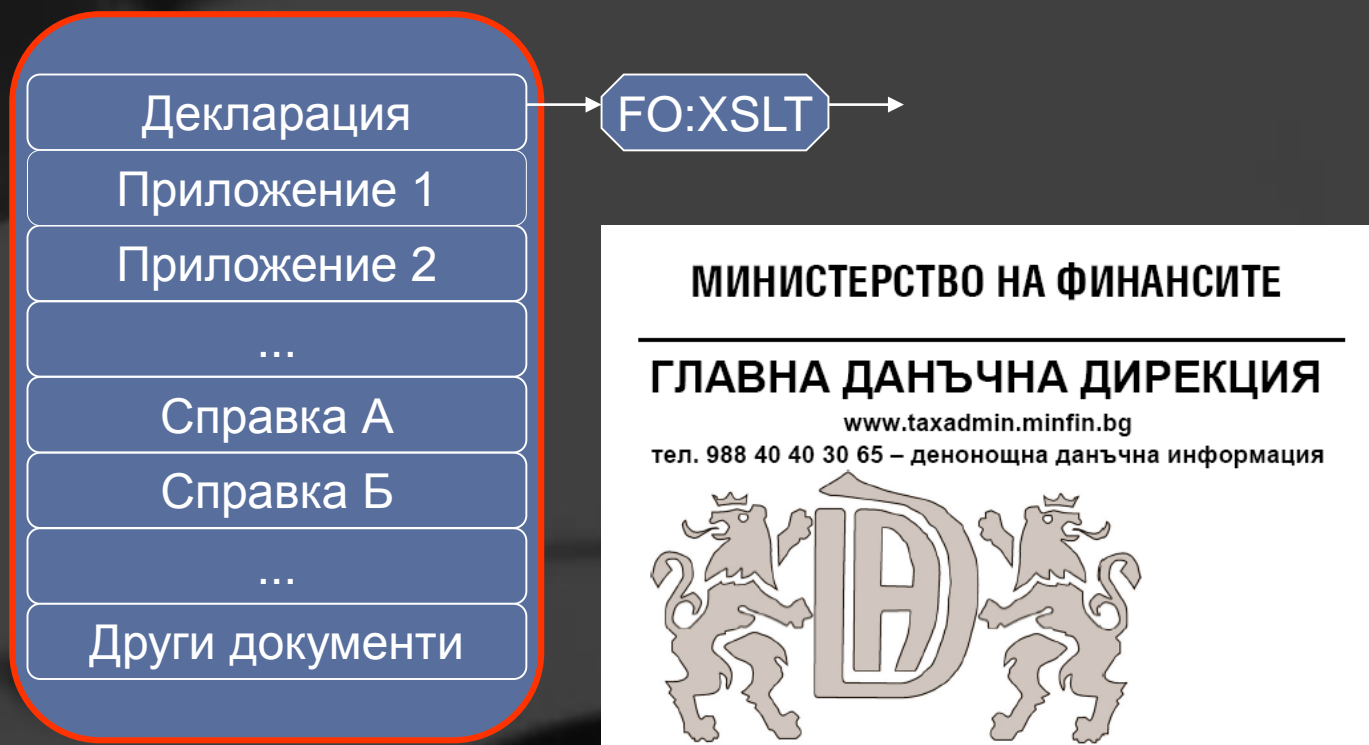 Декларация
Приложение 1
Приложение 2
...
Справка А
Справка Б
...
Други документи
FO:XSLT
МИНИСТЕРСТВО НА ФИНАНСИТЕ
ГЛАВНА ДАНЪЧНА ДИРЕКЦИЯ
www.taxadmin.minfin.bg
тел. 988 40 40 30 65 – денонощна данъчна информация